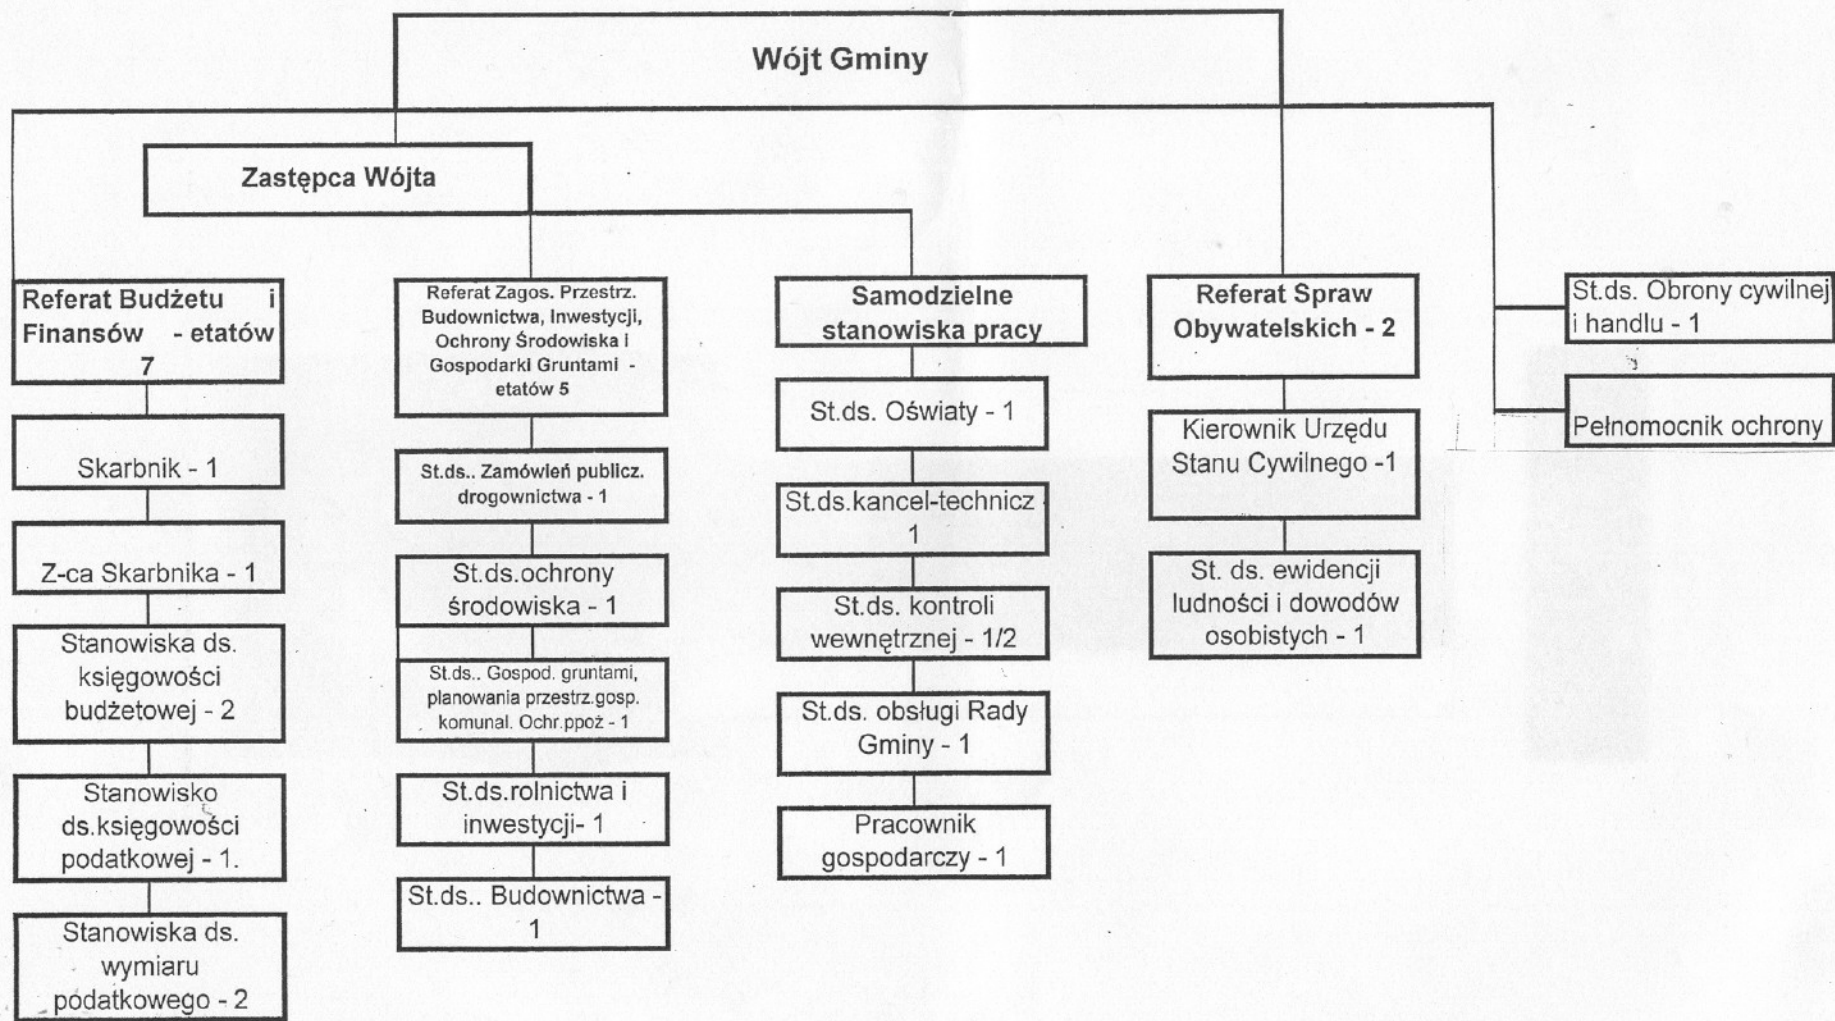 Wójt Gminy
Zastępca Wójta
Referat Budżetu i
Finansów - etatów
7
Skarbnik - 1
Z-ca Skarbnika - 1
Stanowiska ds.
księgowości
budżetowej - 2
Stanowisko
ds.księgowości
podatkowej - 1.
Stanowiska ds.
wymiaru
podatkowego - 2
Referat Zagos. Przestrz.
Budownictwa, Inwestycji,
Ochrony Środowiska i
Gospodarki Gruntami -
etatów 5
St.ds.. Zamówień publicz.
drogownictwa - 1
St.ds.ochrony
środowiska - 1
St.ds.. Gospod. gruntami,
planowania przestrz.gosp.
komunal. Ochr.ppoż - 1
St.ds.rolnictwa i
inwestycji- 1
St.ds.. Budownictwa -
1
Samodzielne
stanowiska pracy
St.ds. Oświaty - 1
St.ds.kancel-technicz -
1
St.ds. kontroli
wewnętrznej - 1/2
St.ds. obsługi Rady
Gminy - 1
Pracownik
gospodarczy - 1
Referat Spraw
Obywatelskich - 2
Kierownik Urzędu
Stanu Cywilnego -1
St. ds. ewidencji
ludności i dowodów
osobistych - 1
St.ds. Obrony cywilnej
i handlu - 1
Pełnomocnik ochrony